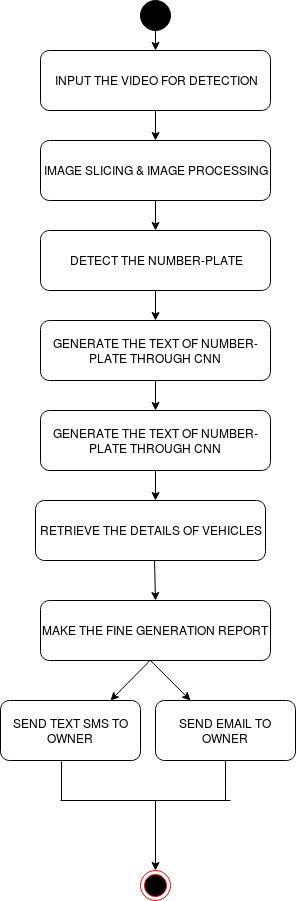 INPUT THE VIDEO FOR DETECTION
IMAGE SLICING & IMAGE PROCESSING
DETECT THE NUMBER-PLATE
GENERATE THE TEXT OF NUMBER-
PLATE THROUGH CNN
GENERATE THE TEXT OF NUMBER-
PLATE THROUGH CNN
RETRIEVE THE DETAILS OF VEHICLES
MAKE THE FINE GENERATION REPORT
SEND TEXT SMS TO
OWNER
SEND EMAIL TO
OWNER